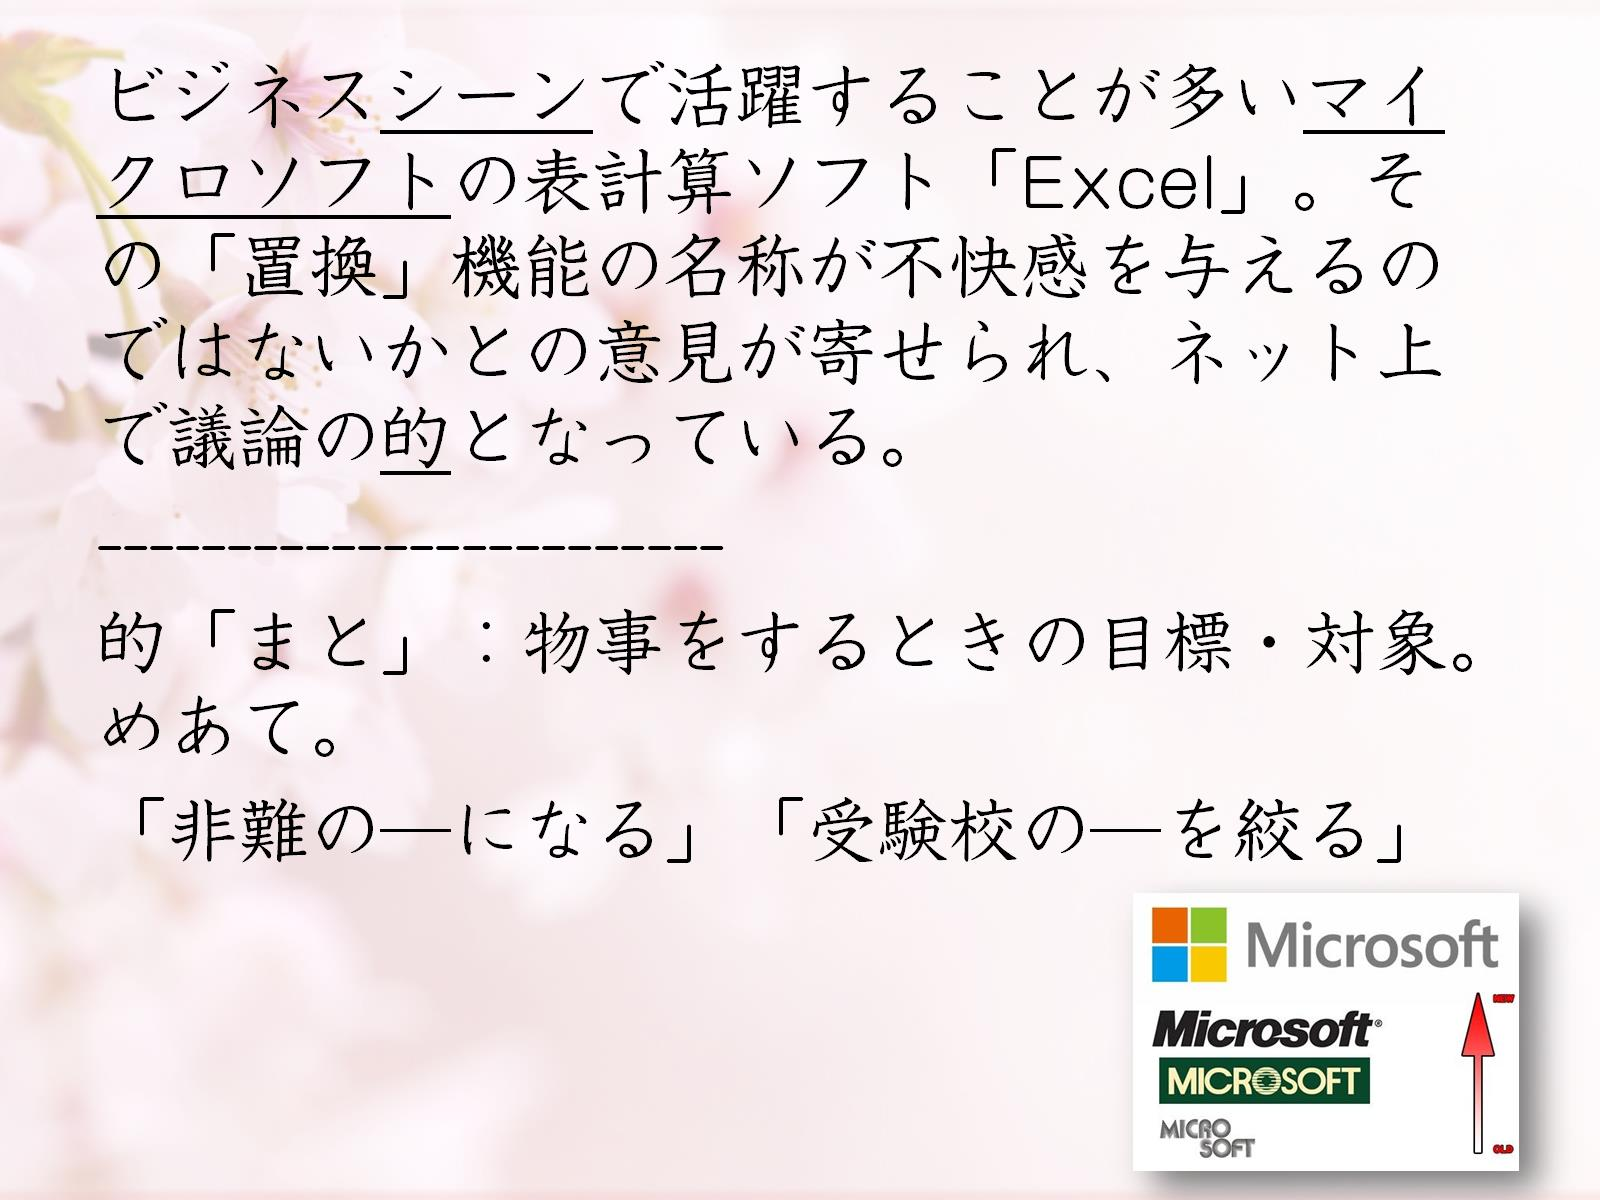 ビジネスシーンで活躍することが多いマイ
クロソフトの表計算ソフト「Excel」。そ
の「置換」機能の名称が不快感を与えるの
ではないかとの意見が寄せられ、ネット上
で議論の的となっている。
------------------------
的「まと」：物事をするときの目標・対象。
めあて。
「非難の―になる」「受験校の―を絞る」
Microsoft
NEW
Microsoft®
MICROSOFT
MICRO
SOFT
OLD